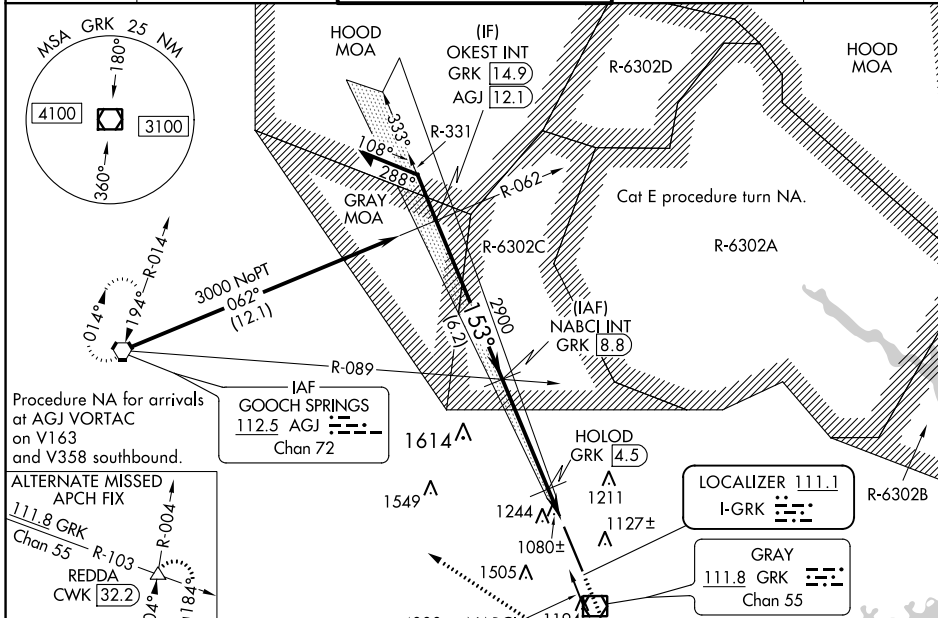 MSA GRK 25 NM
180°
4100
3100
360°
HOOD
MOA
(IF)
OKEST INT
GRK 14.9
AGJ 12.1
R-6302D
HOOD
MOA
333°
R-331
108°
288°
GRAY
MOA
R-062
Cat E procedure turn NA.
R-6302C
R-6302A
R-014
194°
014°
3000 NoPT
062°
(12.1)
2900
153°
(6.2)
(IAF)
NABCI INT
GRK 8.8
R-089
IAF
GOOCH SPRINGS
112.5 AGJ
Chan 72
Procedure NA for arrivals
at AGJ VORTAC
on V163
and V358 southbound.
1614
HOLOD
GRK 4.5
1549
1211
1244
1127±
1080±
1505
LOCALIZER 111.1
I-GRK
R-6302B
GRAY
111.8 GRK
Chan 55
ALTERNATE MISSED
APCH FIX
111.8 GRK
Chan 55
R-103
R-004
REDDA
CWK 32.2
184°